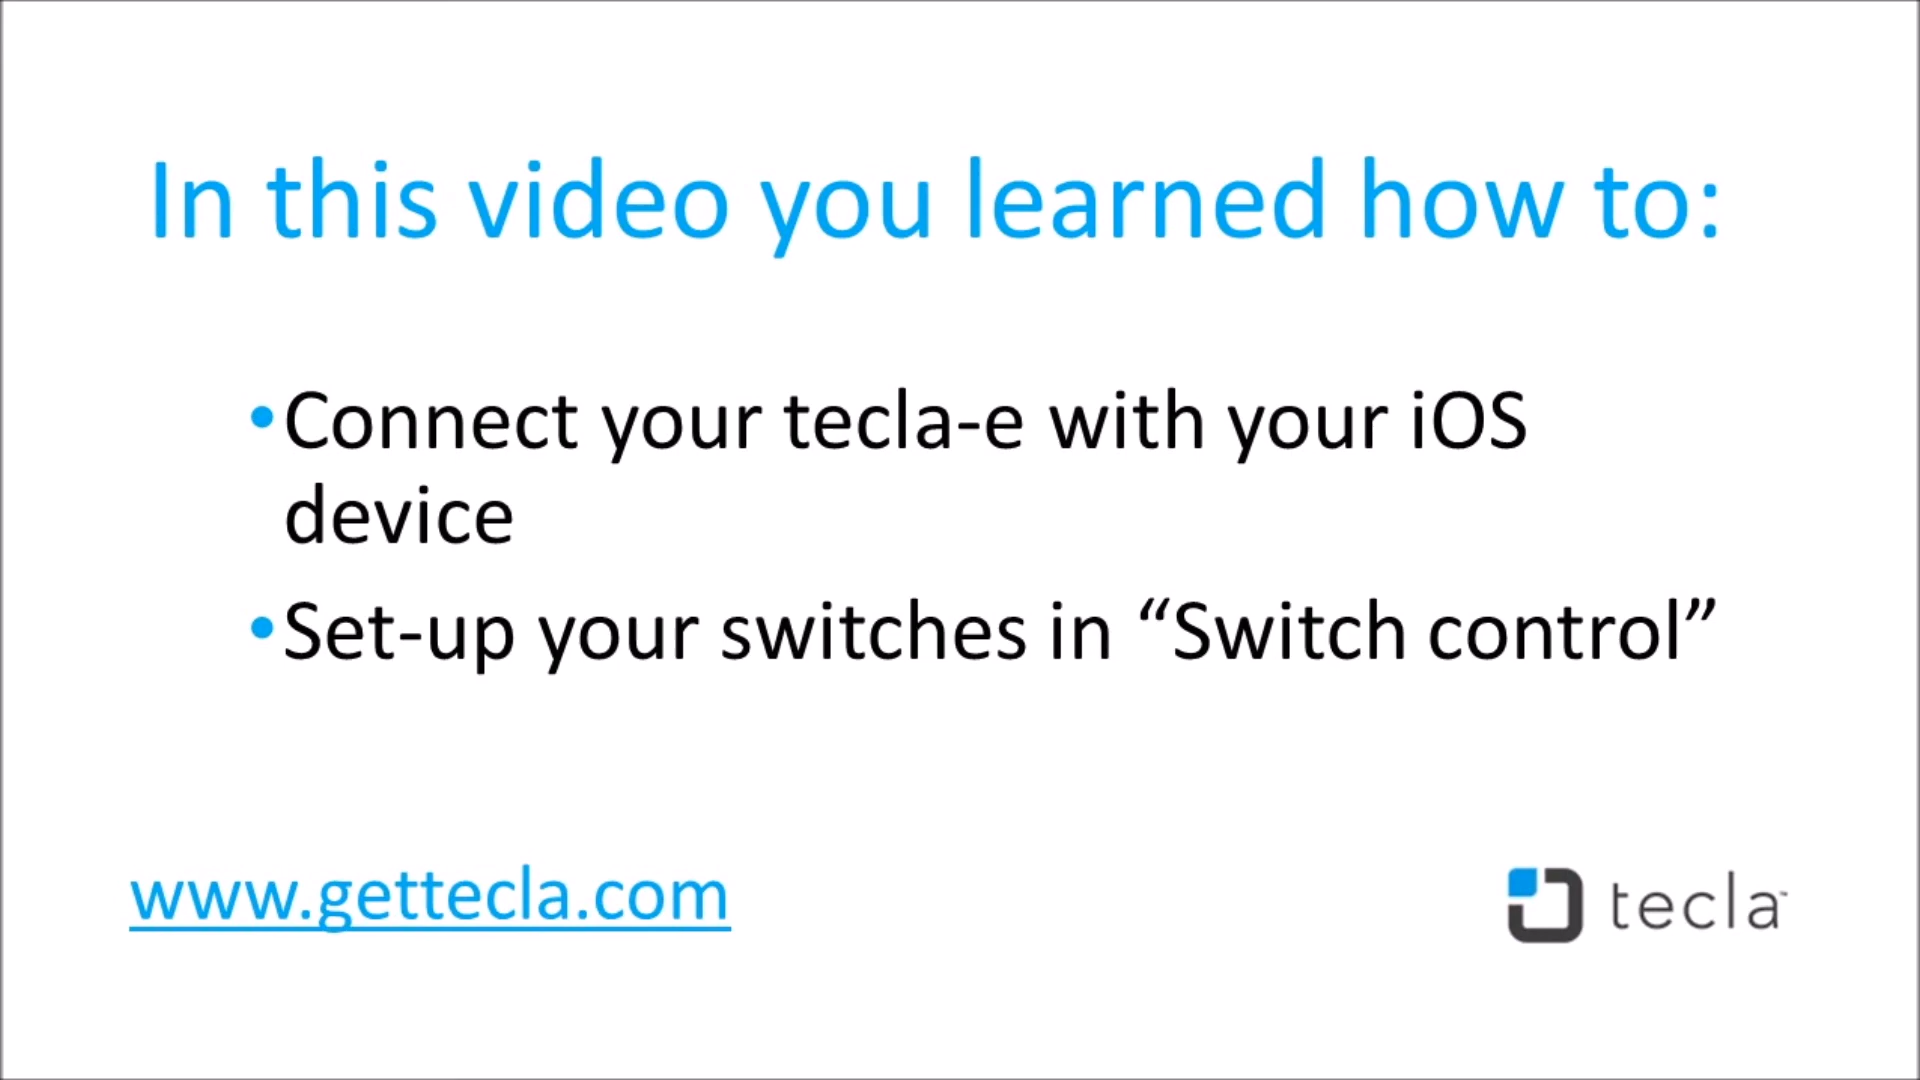 In this video you learned how to:
•Connect your tecla-e with your iOS
device
•Set-up your switches in “Switch control”
www.gettecla.com
tecla™